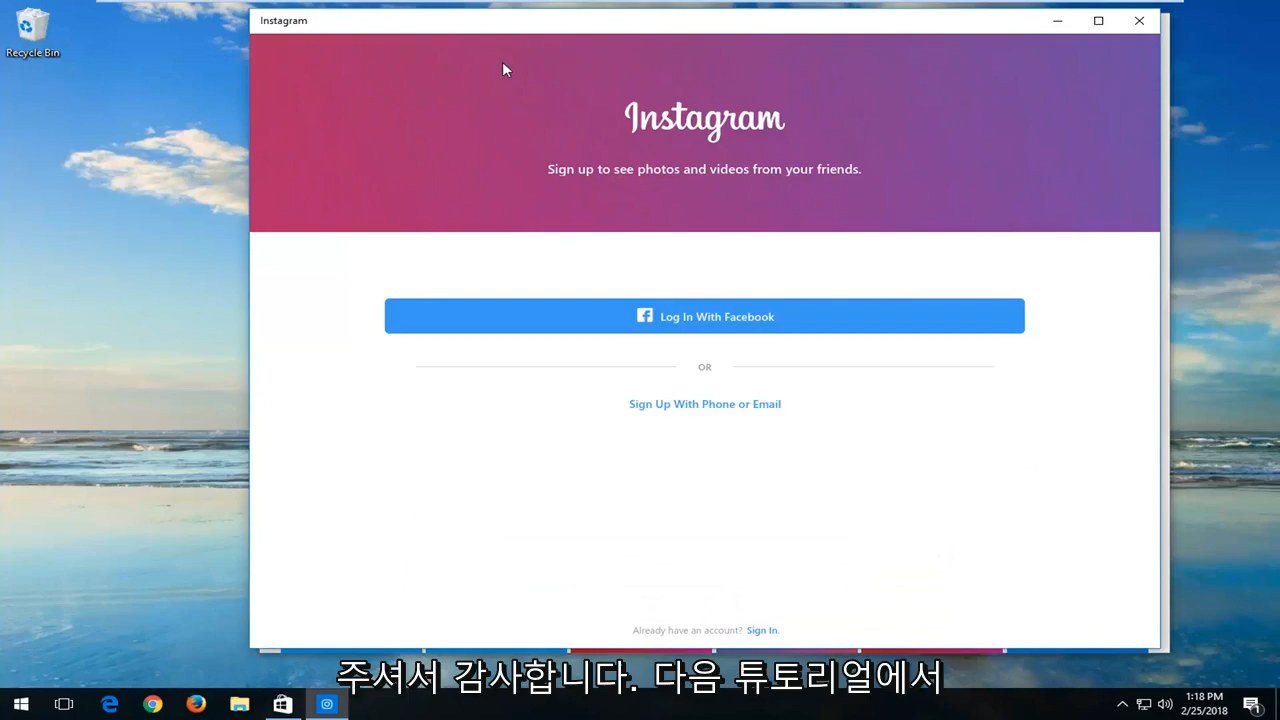 Recycle Bin
Instagram
Instagram
Sign up to see photos and videos from your friends.
Log In With Facebook
OR
Sign Up With Phone or Email
Already have an account? Sign In.
주셔서 감사합니다. 다음 튜토리얼에서
1:18 PM
2/25/2018
1